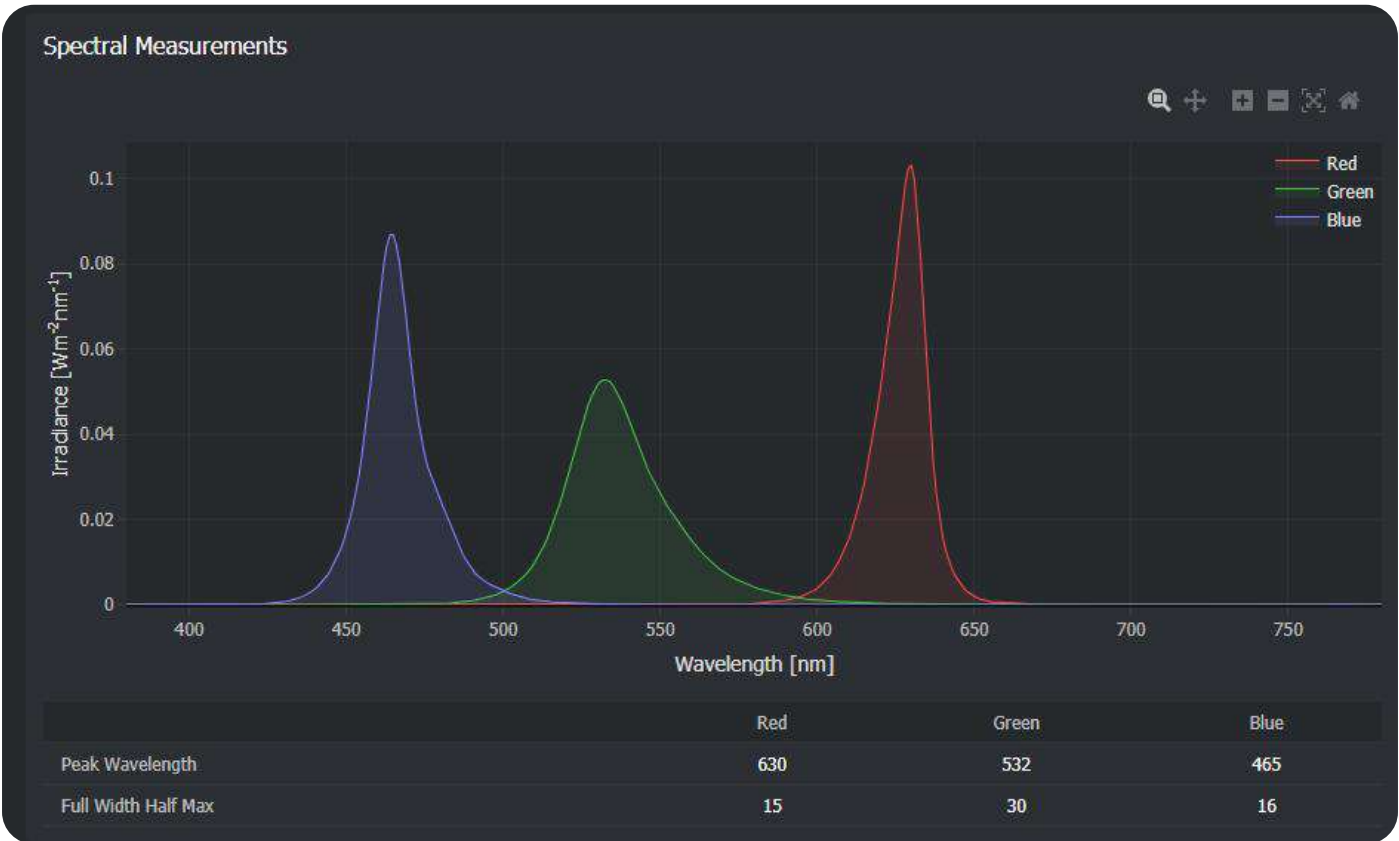 Spectral Measurements
Red
Green
Blue
0.1
0.08
0.06
0.04
0.02
0
Irradiance [Wm⁻²nm⁻¹]
400 450 500 550 600 650 700 750
Wavelength [nm]
Red Green Blue
Peak Wavelength 630 532 465
Full Width Half Max 15 30 16